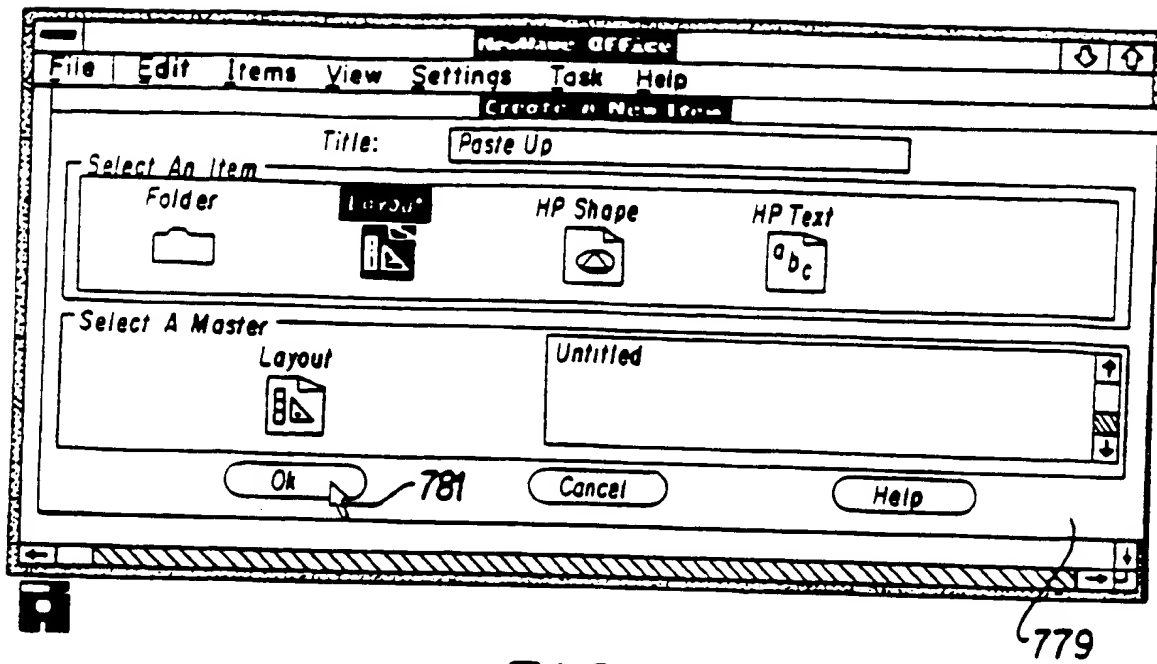 NewWave Office
File Edit Items View Settings Task Help
Create A New Item
Title: Paste Up
Select An Item
Folder Layout HP Shape HP Text
abc
Select A Master
Layout Untitled
Ok 781 Cancel Help
779